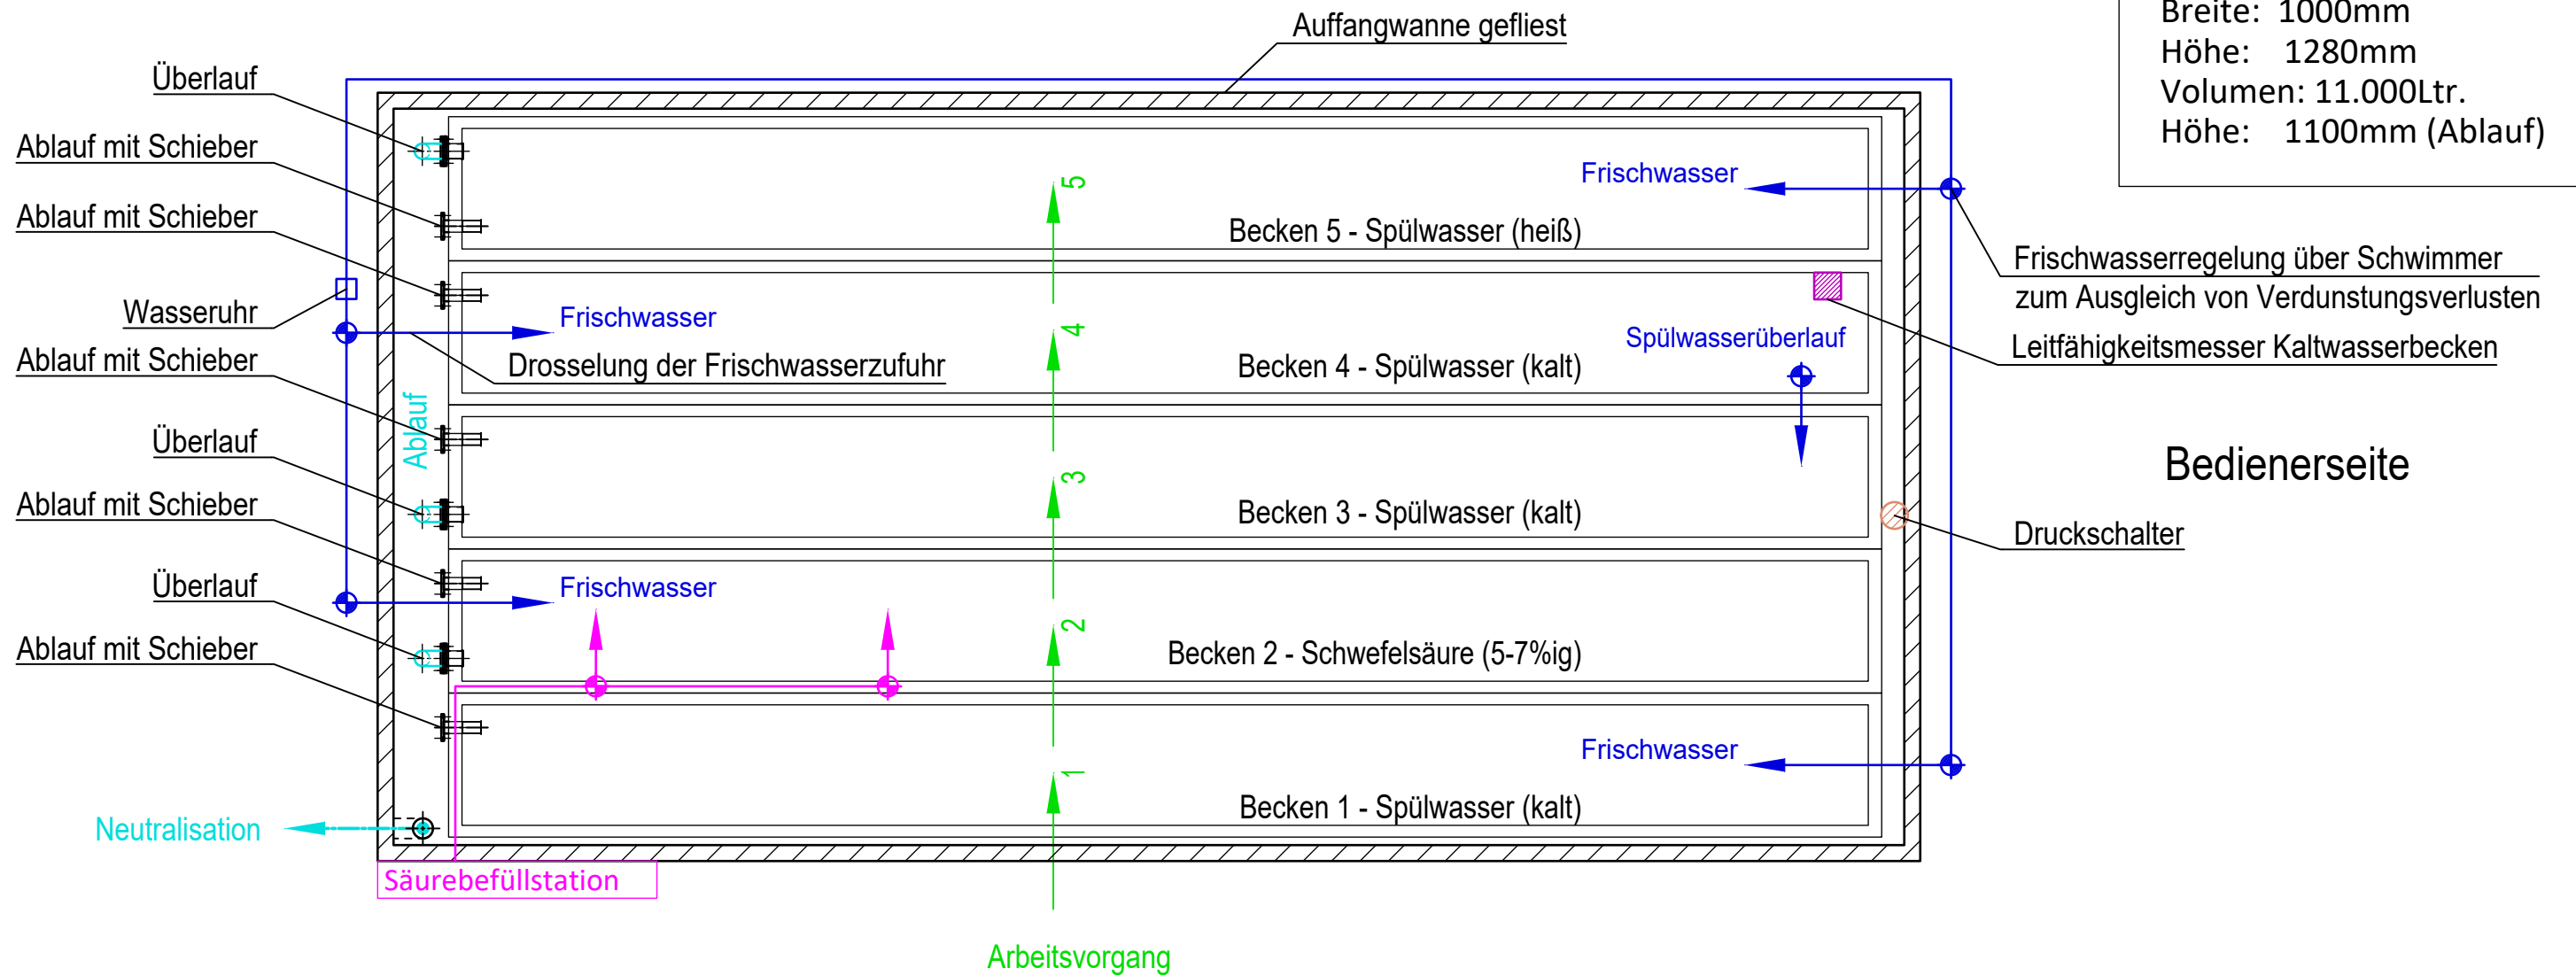 Auffangwanne gefliest
Breite: 1000mm
Höhe: 1280mm
Volumen: 11.000Ltr.
Höhe: 1100mm (Ablauf)
Überlauf
Ablauf mit Schieber
Ablauf mit Schieber
Wasseruhr
Ablauf mit Schieber
Überlauf
Ablauf mit Schieber
Überlauf
Ablauf mit Schieber
Neutralisation
Säurebefüllstation
Ablauf
Frischwasser
5
Becken 5 - Spülwasser (heiß)
Frischwasser
Drosselung der Frischwasserzufuhr
4
Spülwasserüberlauf
Becken 4 - Spülwasser (kalt)
3
Becken 3 - Spülwasser (kalt)
Frischwasser
2
Becken 2 - Schwefelsäure (5-7%ig)
Frischwasser
1
Becken 1 - Spülwasser (kalt)
Arbeitsvorgang
Frischwasserregelung über Schwimmer
zum Ausgleich von Verdunstungsverlusten
Leitfähigkeitsmesser Kaltwasserbecken
Bedienerseite
Druckschalter